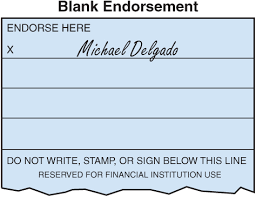 Blank Endorsement
ENDORSE HERE
X Michael Delgado
DO NOT WRITE, STAMP, OR SIGN BELOW THIS LINE
RESERVED FOR FINANCIAL INSTITUTION USE